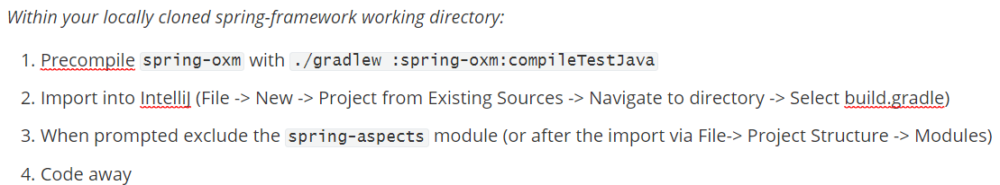 Within your locally cloned spring-framework working directory:
1. Precompile spring-oxm with ./gradlew :spring-oxm:compileTestJava
2. Import into IntelliJ (File -> New -> Project from Existing Sources -> Navigate to directory -> Select build.gradle)
3. When prompted exclude the spring-aspects module (or after the import via File-> Project Structure -> Modules)
4. Code away